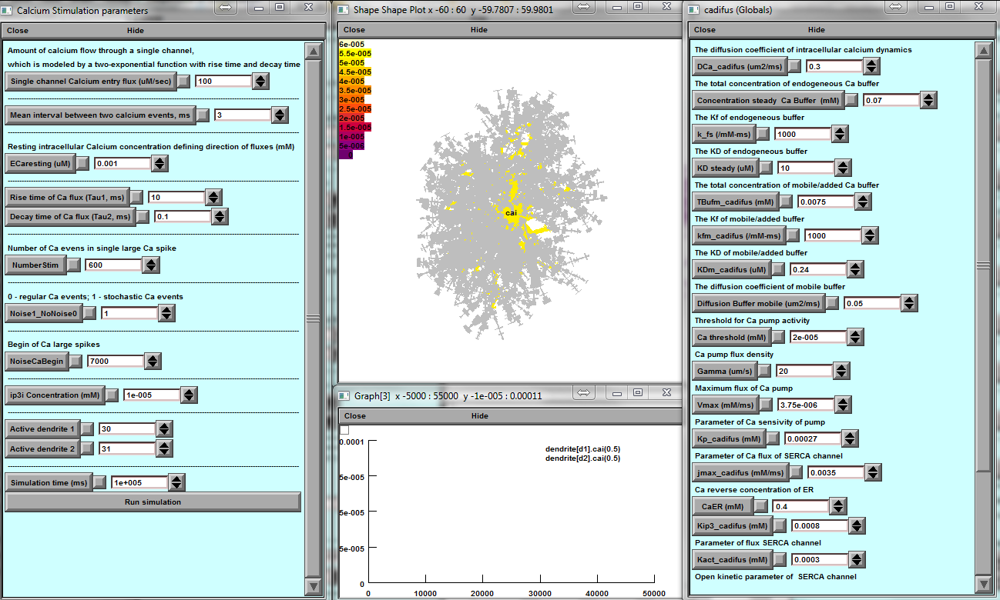 Calcium Stimulation parameters
Close Hide
Amount of calcium flow through a single channel,
which is modeled by a two-exponential function with rise time and decay time
Single channel Calcium entry flux (uM/sec) 100
Mean interval between two calcium events, ms 3
Resting intracellular Calcium concentration defining direction of fluxes (mM)
ECaresting (uM) 0.001
Rise time of Ca flux (Tau1, ms) 10
Decay time of Ca flux (Tau2, ms) 0.1
Number of Ca evens in single large Ca spike
NumberStim 600
0 - regular Ca events; 1 - stochastic Ca events
Noise1_NoNoise0 1
Begin of Ca large spikes
NoiseCaBegin 7000
ip3i Concentration (mM) 1e-005
Active dendrite 1 30
Active dendrite 2 31
Simulation time (ms) 1e+005
Run simulation
Shape Shape Plot x -60 : 60 y -59.7807 : 59.9801
Close Hide
6e-005
5.5e-005
5e-005
4.5e-005
4e-005
3.5e-005
3e-005
2.5e-005
2e-005
1.5e-005
1e-005
5e-006
0
cai
Graph[3] x -5000 : 55000 y -1e-005 : 0.00011
Close Hide
0.0001
5e-005
5e-005
5e-005
0
0 10000 20000 30000 40000 50000
dendrite[d1].cai(0.5)
dendrite[d2].cai(0.5)
cadifus (Globals)
Close Hide
The diffusion coefficient of intracellular calcium dynamics
DCa_cadifus (um2/ms) 0.3
The total concentration of endogeneous Ca buffer
Concentration steady Ca Buffer (mM) 0.07
The Kf of endogeneous buffer
k_fs (/mM-ms) 1000
The KD of endogeneous buffer
KD steady (uM) 10
The total concentration of mobile/added Ca buffer
TBufm_cadifus (mM) 0.0075
The Kf of mobile/added buffer
kfm_cadifus (/mM-ms) 1000
The KD of mobile/added buffer
KDm_cadifus (uM) 0.24
The diffusion coefficient of mobile buffer
Diffusion Buffer mobile (um2/ms) 0.05
Threshold for Ca pump activity
Ca threshold (mM) 2e-005
Ca pump flux density
Gamma (um/s) 20
Maximum flux of Ca pump
Vmax (mM/ms) 3.75e-006
Parameter of Ca sensivity of pump
Kp_cadifus (mM) 0.00027
Parameter of Ca flux of SERCA channel
jmax_cadifus (mM/ms) 0.0035
Ca reverse concentration of ER
CaER (mM) 0.4
Kip3_cadifus (mM) 0.0008
Parameter of flux SERCA channel
Kact_cadifus (mM) 0.0003
Open kinetic parameter of SERCA channel